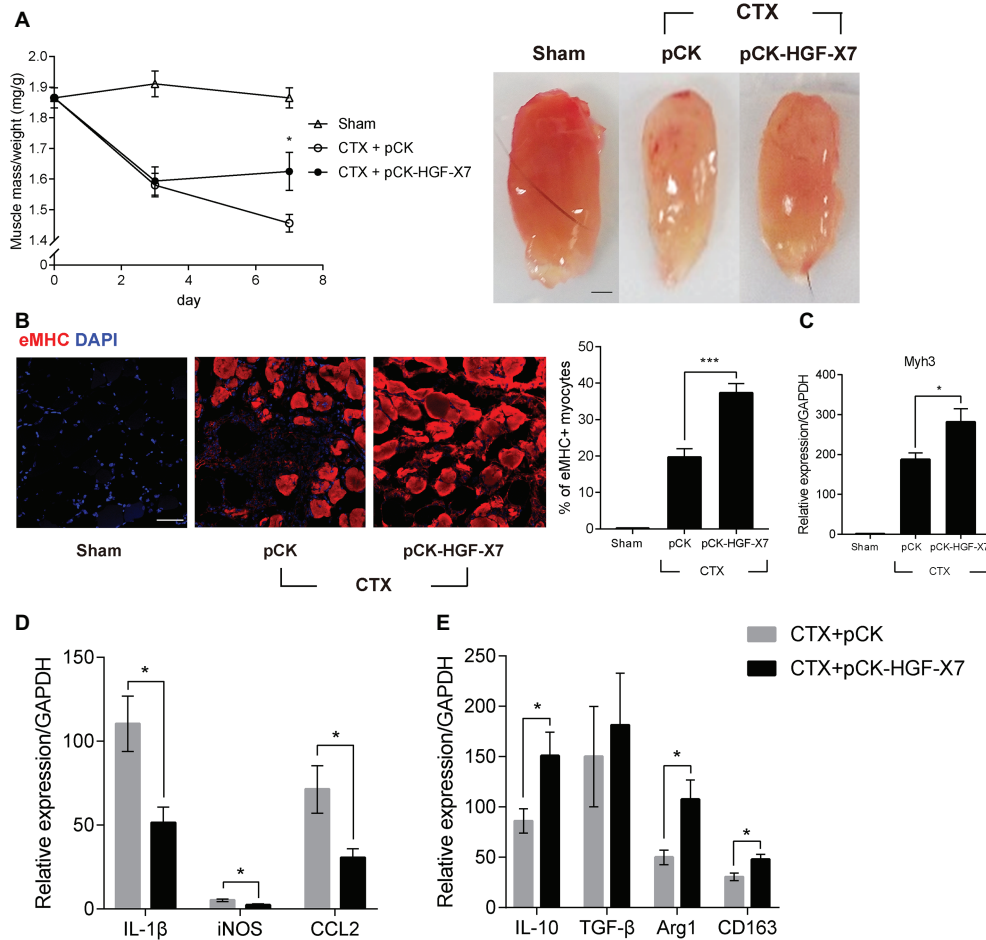 A
Muscle mass/weight (mg/g)
2.0
1.9
1.8
1.7
1.6
1.5
1.4
0
0 2 4 6 8
day
*
Sham
CTX + pCK
CTX + pCK-HGF-X7
CTX
Sham pCK pCK-HGF-X7
B
eMHC DAPI
Sham pCK pCK-HGF-X7
CTX
% of eMHC+ myocytes
50
40
30
20
10
0
***
Sham pCK pCK-HGF-X7
CTX
C
Myh3
Relative expression/GAPDH
400
300
200
100
0
*
Sham pCK pCK-HGF-X7
CTX
D
Relative expression/GAPDH
150
100
50
0
* * *
IL-1β iNOS CCL2
E
CTX+pCK
CTX+pCK-HGF-X7
Relative expression/GAPDH
250
200
150
100
50
0
* * *
IL-10 TGF-β Arg1 CD163